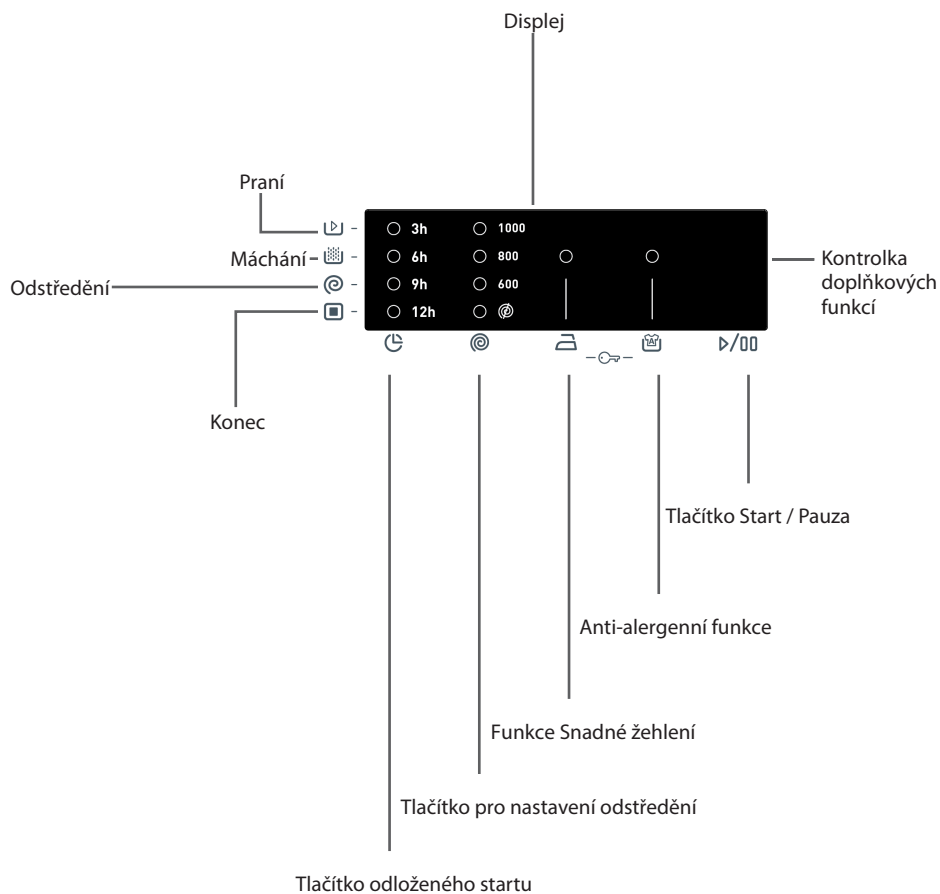 Displej
Praní
Máchání
Odstředění
Konec
3h 1000
6h 800
9h 600
12h
Kontrolka
doplňkových
funkcí
Tlačítko Start / Pauza
Anti-alergenní funkce
Funkce Snadné žehlení
Tlačítko pro nastavení odstředění
Tlačítko odloženého startu